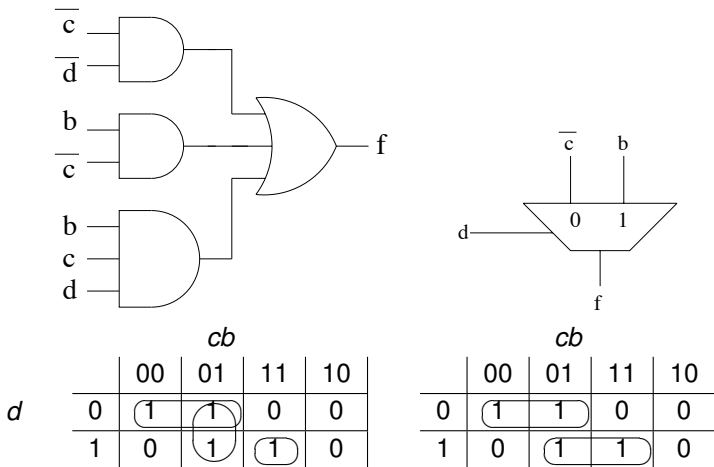 c̅
d̅
b
c̅
b
c
d
f
c̅ b
0 1
d
f
cb
00 01 11 10
d 0 1 1 0 0
1 0 1 1 0
cb
00 01 11 10
0 1 1 0 0
1 0 1 1 0